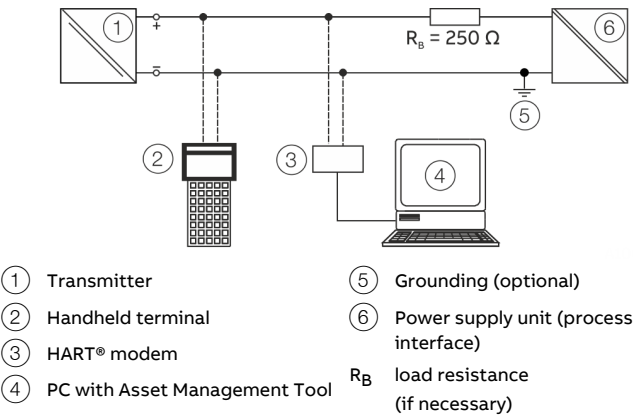 1
+
−
R_B = 250 Ω
6
5
2
3
4
1 Transmitter
2 Handheld terminal
3 HART® modem
4 PC with Asset Management Tool
5 Grounding (optional)
6 Power supply unit (process
interface)
R_B load resistance
(if necessary)